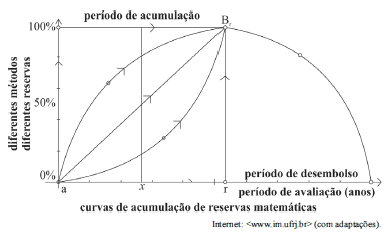 período de acumulação
B
diferentes métodos
diferentes reservas
100%
50%
0%
a
x
r
período de desembolso
período de avaliação (anos)
curvas de acumulação de reservas matemáticas
Internet: <www.im.ufrj.br> (com adaptações).